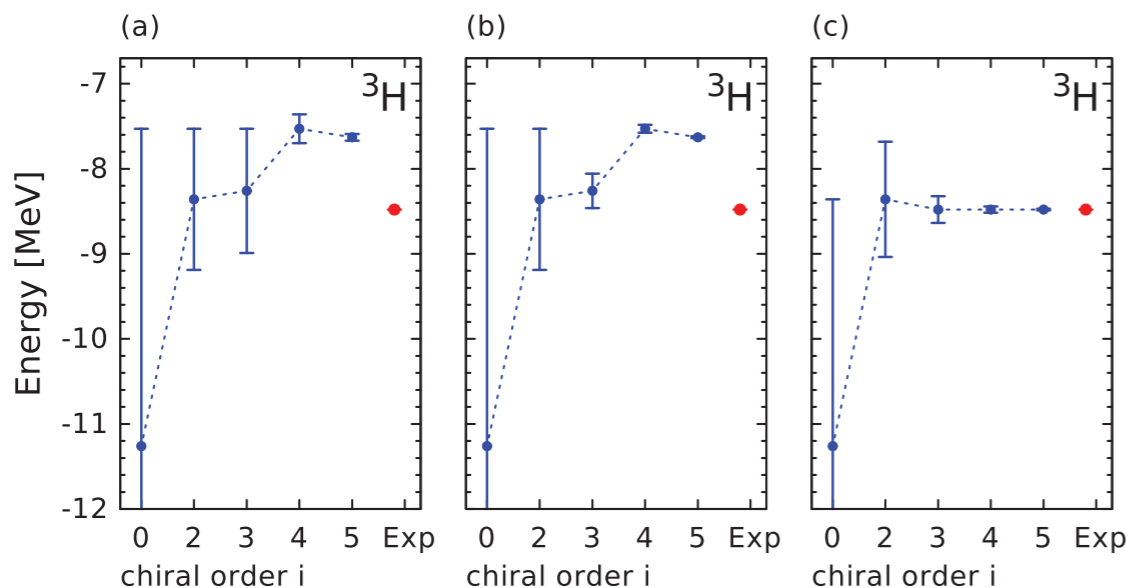 (a) (b) (c)
Energy [MeV]
-7
-8
-9
-10
-11
-12
³H ³H ³H
0 2 3 4 5 Exp 0 2 3 4 5 Exp 0 2 3 4 5 Exp
chiral order i chiral order i chiral order i